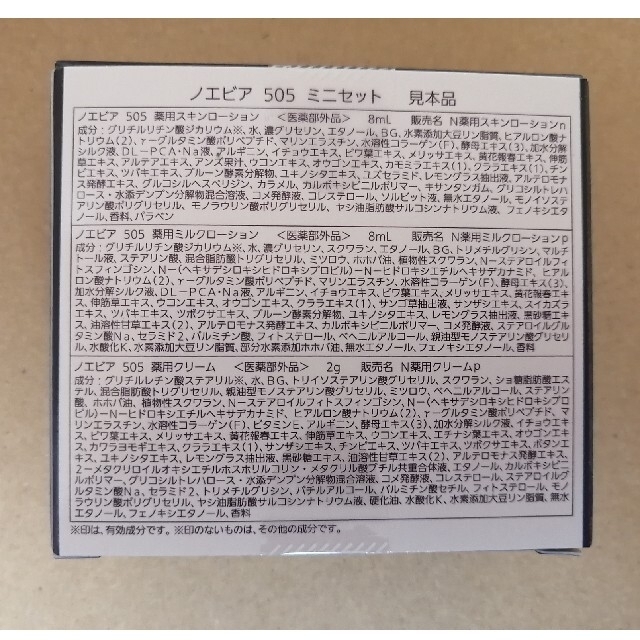 ノエビア 505 ミニセット 見本品
ノエビア 505 薬用スキンローション <医薬部外品> 8mL 販売名 N薬用スキンローションn
成分：グリチルリチン酸ジカリウム※、水、濃グリセリン、エタノール、BG、水素添加大豆リン脂質、ヒアルロン酸ナ
トリウム(2)、γーグルタミン酸ポリペプチド、マリンエラスチン、水溶性コラーゲン(F)、酵母エキス(3)、加水分解
シルク液、DLーPCA・Na液、アルギニン、イチョウエキス、ビワ葉エキス、メリッサエキス、黄花報春エキス、伸筋
草エキス、アルテアエキス、アンズ果汁、ウコンエキス、オウゴンエキス、カモミラエキス(1)、クララエキス(1)、チン
ピエキス、ツバキエキス、プルーン酵素分解物、ユキノシタエキス、ユズセラミド、レモングラス抽出液、アルテロモ
ナス発酵エキス、グルコシルヘスペリジン、カラメル、カルボキシビニルポリマー、キサンタンガム、グリコシルトレハ
ロース・水添デンプン分解物混合溶液、コメ発酵液、コレステロール、ソルビット液、無水エタノール、モノイソステ
アリン酸ポリグリセリル、モノラウリン酸ポリグリセリル、ヤシ油脂肪酸サルコシンナトリウム液、フェノキシエタノ
ール、香料、パラベン
ノエビア 505 薬用ミルクローション <医薬部外品> 8mL 販売名 N薬用ミルクローションp
成分：グリチルリチン酸ジカリウム※、水、濃グリセリン、スクワラン、エタノール、BG、トリメチルグリシン、マルチ
トール液、ステアリン酸、混合脂肪酸トリグリセリル、ミツロウ、ホホバ油、植物性スクワラン、Nーステアロイルフィ
トスフィンゴシン、Nー(ヘキサデシロキシヒドロキシプロピル)ーNーヒドロキシエチルヘキサデカナミド、ヒアルロ
ン酸ナトリウム(2)、γーグルタミン酸ポリペプチド、マリンエラスチン、水溶性コラーゲン(F)、酵母エキス(3)、
加水分解シルク液、DLーPCA・Na液、アルギニン、イチョウエキス、ビワ葉エキス、メリッサエキス、黄花報春エキ
ス、伸筋草エキス、ウコンエキス、オウゴンエキス、クララエキス(1)、サンゴ草抽出液、サンザシエキス、スイカズラ
エキス、ツバキエキス、ツボクサエキス、プルーン酵素分解物、ユキノシタエキス、レモングラス抽出液、黒砂糖エキ
ス、油溶性甘草エキス(2)、アルテロモナス発酵エキス、カルボキシビニルポリマー、コメ発酵液、ステアロイルグル
タミン酸Na、セラミド2、パルミチン酸、フィトステロール、ベヘニルアルコール、親油型モノステアリン酸グリセリ
ル、水酸化K、水素添加大豆リン脂質、部分水素添加ホホバ油、無水エタノール、フェノキシエタノール、香料
ノエビア 505 薬用クリーム <医薬部外品> 2g 販売名 N薬用クリームp
成分：グリチルレチン酸ステアリル※、水、BG、トリイソステアリン酸グリセリル、スクワラン、ショ糖脂肪酸エス
テル、混合脂肪酸トリグリセリル、親油型モノステアリン酸グリセリル、ミツロウ、ベヘニルアルコール、ステアリン
酸、ホホバ油、植物性スクワラン、Nーステアロイルフィトスフィンゴシン、Nー(ヘキサデシロキシヒドロキシプロ
ピル)ーNーヒドロキシエチルヘキサデカナミド、ヒアルロン酸ナトリウム(2)、γーグルタミン酸ポリペプチド、マリ
ンエラスチン、水溶性コラーゲン(F)、ビタミンE、アルギニン、酵母エキス(3)、加水分解シルク液、イチョウエキ
ス、ビワ葉エキス、メリッサエキス、黄花報春エキス、伸筋草エキス、ウコンエキス、エチナシ葉エキス、オウゴンエキ
ス、カワラヨモギエキス、クララエキス(1)、サンザシエキス、チンピエキス、ツバキエキス、ツボクサエキス、ボタンエ
キス、ユキノシタエキス、レモングラス抽出液、黒砂糖エキス、油溶性甘草エキス(2)、アルテロモナス発酵エキス、
2ーメタクリロイルオキシエチルホスホリルコリン・メタクリル酸ブチル共重合体液、エタノール、カルボキシビニ
ルポリマー、グリコシルトレハロース・水添デンプン分解物混合溶液、コメ発酵液、コレステロール、ステアロイルグル
タミン酸Na、セラミド2、トリメチルグリシン、バチルアルコール、パルミチン酸セチル、フィトステロール、モノ
ラウリン酸ポリグリセリル、ヤシ油脂肪酸サルコシンナトリウム液、硬化油、水酸化K、水素添加大豆リン脂質、無水
エタノール、フェノキシエタノール、香料
※印は、有効成分です。※印のないものは、その他の成分です。